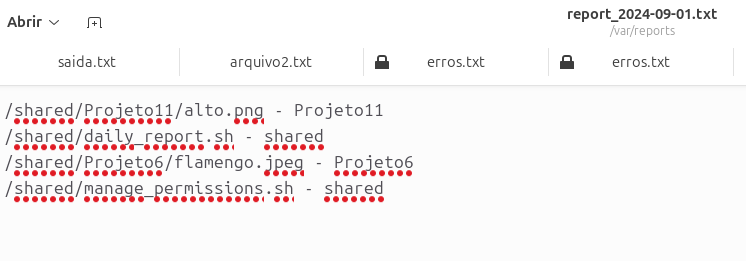 Abrir
report_2024-09-01.txt
/var/reports
saida.txt
arquivo2.txt
erros.txt
erros.txt
/shared/Projeto11/alto.png - Projeto11
/shared/daily_report.sh - shared
/shared/Projeto6/flamengo.jpeg - Projeto6
/shared/manage_permissions.sh - shared